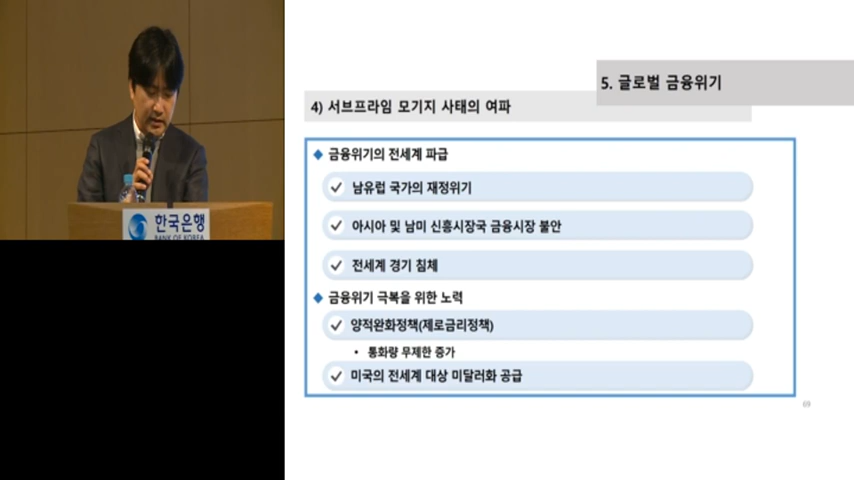 5. 글로벌 금융위기
4) 서브프라임 모기지 사태의 여파
◆ 금융위기의 전세계 파급
✓ 남유럽 국가의 재정위기
✓ 아시아 및 남미 신흥시장국 금융시장 불안
✓ 전세계 경기 침체
◆ 금융위기 극복을 위한 노력
✓ 양적완화정책(제로금리정책)
• 통화량 무제한 증가
✓ 미국의 전세계 대상 미달러화 공급
69
한국은행
BANK OF KOREA